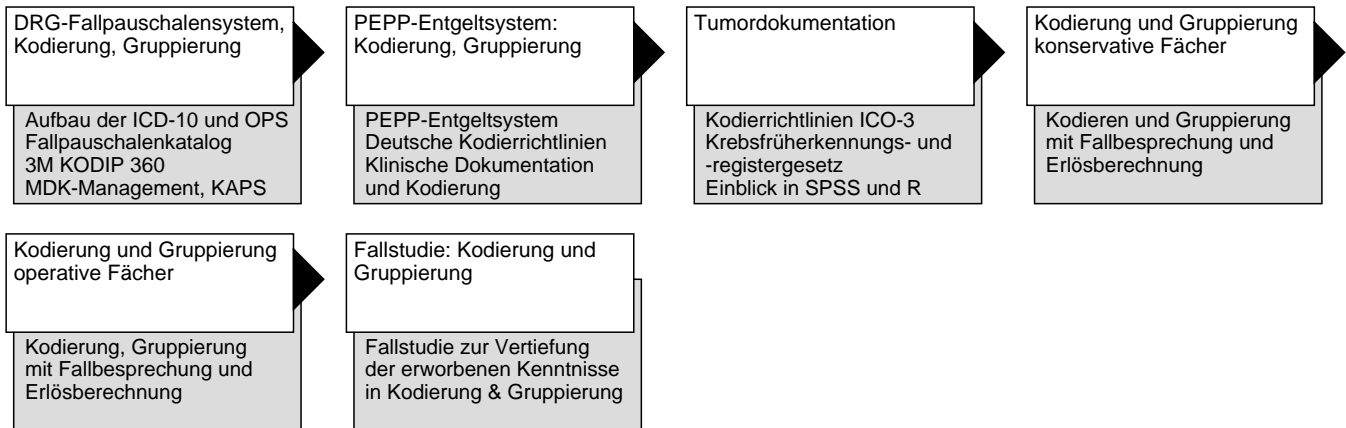 DRG-Fallpauschalensystem,
Kodierung, Gruppierung
Aufbau der ICD-10 und OPS
Fallpauschalenkatalog
3M KODIP 360
MDK-Management, KAPS
PEPP-Entgeltsystem:
Kodierung, Gruppierung
PEPP-Entgeltsystem
Deutsche Kodierrichtlinien
Klinische Dokumentation
und Kodierung
Tumordokumentation
Kodierrichtlinien ICO-3
Krebsfrüherkennungs- und
-registergesetz
Einblick in SPSS und R
Kodierung und Gruppierung
konservative Fächer
Kodieren und Gruppierung
mit Fallbesprechung und
Erlösberechnung
Kodierung und Gruppierung
operative Fächer
Kodierung, Gruppierung
mit Fallbesprechung und
Erlösberechnung
Fallstudie: Kodierung und
Gruppierung
Fallstudie zur Vertiefung
der erworbenen Kenntnisse
in Kodierung & Gruppierung